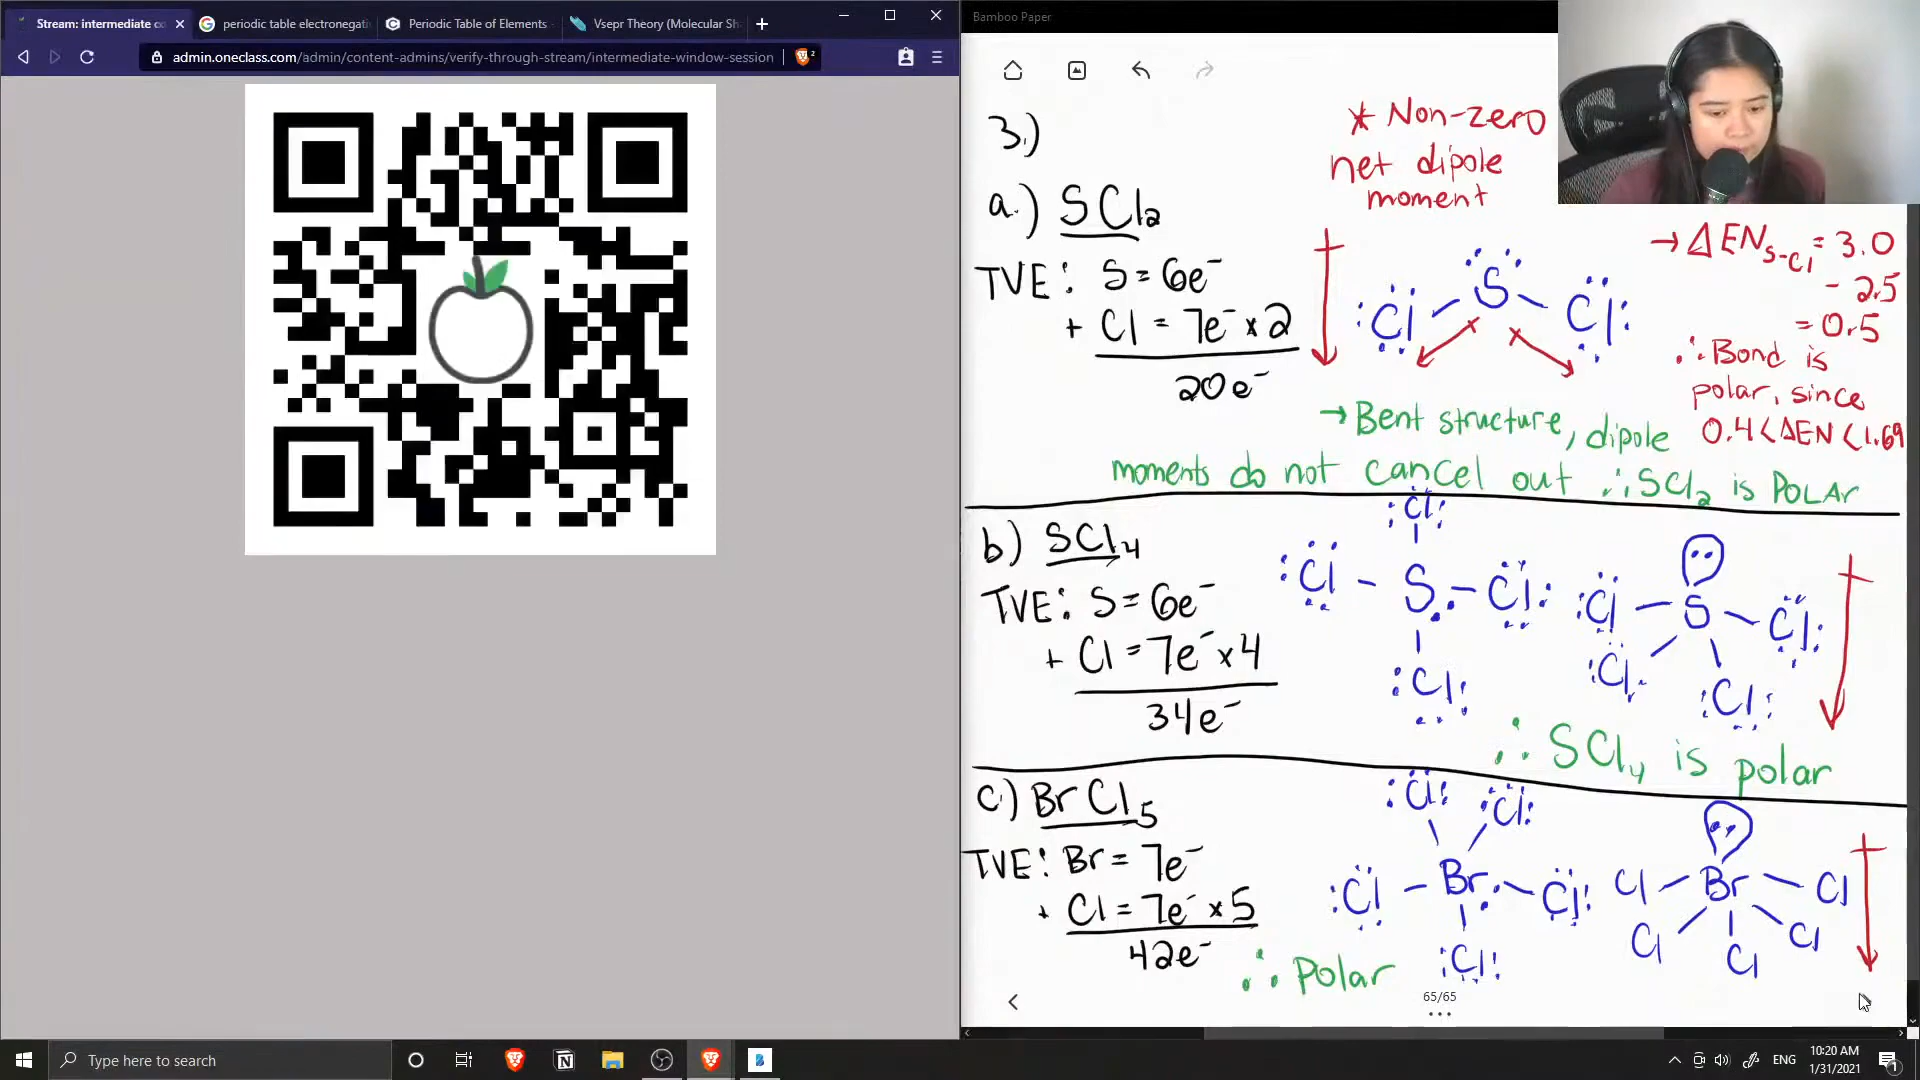 Stream: intermediate co
periodic table electronegati
Periodic Table of Elements
Vsepr Theory (Molecular Sh
admin.oneclass.com/admin/content-admins/verify-through-stream/intermediate-window-session
2
Bamboo Paper
3.)
* Non-zero
net dipole
moment
a.) SCl2
TVE: S = 6e-
+ Cl = 7e- x 2
20e-
:Cl - S - Cl:
→ ΔEN S-Cl = 3.0
- 2.5
= 0.5
∴ Bond is
polar, since
0.4 < ΔEN < 1.69
→ Bent structure, dipole
moments do not cancel out ∴ SCl2 is POLAR
b) SCl4
TVE: S = 6e-
+ Cl = 7e- x 4
34e-
:Cl:
:Cl - S - Cl:
:Cl:
Cl - S - Cl:
:Cl Cl:
∴ SCl4 is polar
c.) BrCl5
TVE: Br = 7e-
+ Cl = 7e- x 5
42e-
:Cl: :Cl:
:Cl - Br - Cl:
:Cl:
Cl - Br - Cl
Cl Cl Cl
∴ polar
65/65
Type here to search
ENG
10:20 AM
1/31/2021
1